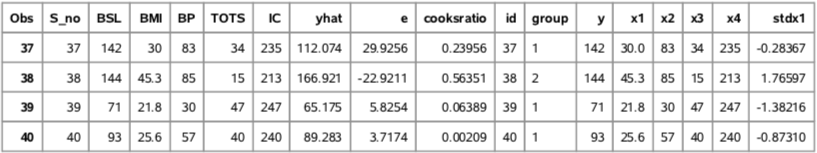 Obs S_no BSL BMI BP TOTS IC yhat e cooksratio id group y x1 x2 x3 x4 stdx1
37 37 142 30 83 34 235 112.074 29.9256 0.23956 37 1 142 30.0 83 34 235 -0.28367
38 38 144 45.3 85 15 213 166.921 -22.9211 0.56351 38 2 144 45.3 85 15 213 1.76597
39 39 71 21.8 30 47 247 65.175 5.8254 0.06389 39 1 71 21.8 30 47 247 -1.38216
40 40 93 25.6 57 40 240 89.283 3.7174 0.00209 40 1 93 25.6 57 40 240 -0.87310